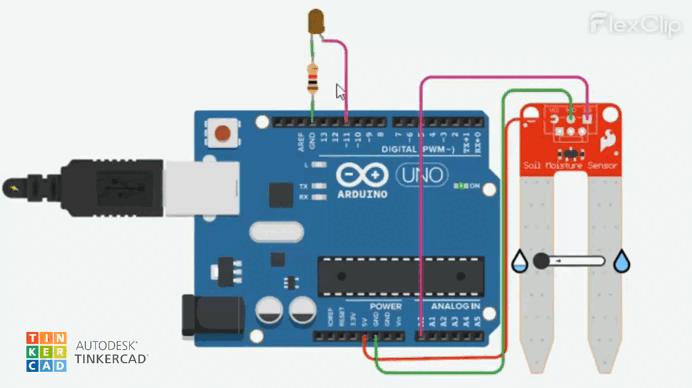 FlexClip
AREF
GND
13
12
~11
~10
~9
8
7
~6
~5
4
~3
2
TX→1
RX←0
DIGITAL (PWM~)
L
TX
RX
UNO
ARDUINO
ON
Soil Moisture Sensor
POWER
ANALOG IN
IOREF
RESET
3.3V
5V
GND
GND
Vin
A0
A1
A2
A3
A4
A5
TIN
KER
CAD
AUTODESK
TINKERCAD